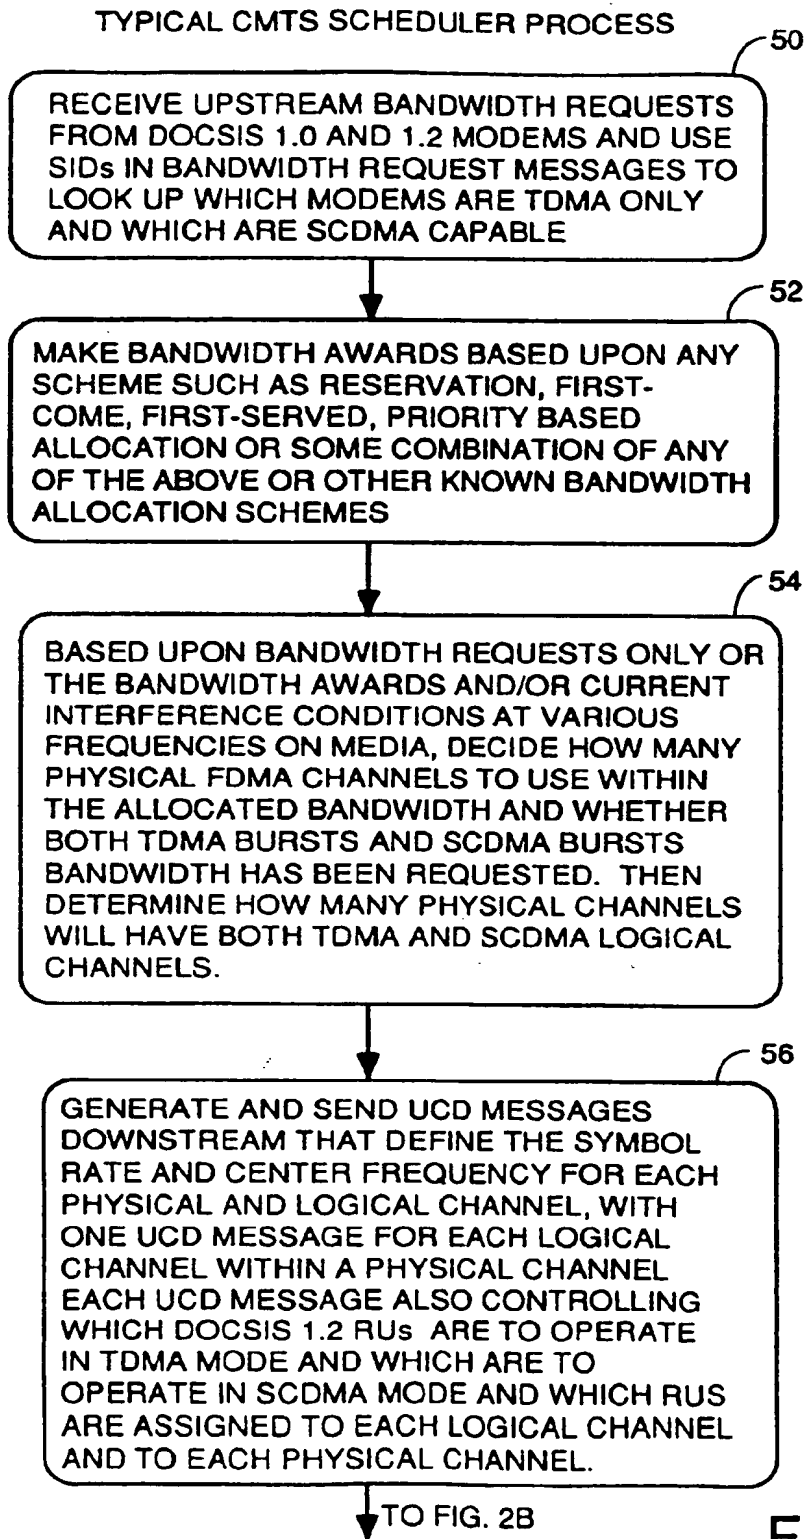 TYPICAL CMTS SCHEDULER PROCESS
50
RECEIVE UPSTREAM BANDWIDTH REQUESTS
FROM DOCSIS 1.0 AND 1.2 MODEMS AND USE
SIDs IN BANDWIDTH REQUEST MESSAGES TO
LOOK UP WHICH MODEMS ARE TDMA ONLY
AND WHICH ARE SCDMA CAPABLE
52
MAKE BANDWIDTH AWARDS BASED UPON ANY
SCHEME SUCH AS RESERVATION, FIRST-
COME, FIRST-SERVED, PRIORITY BASED
ALLOCATION OR SOME COMBINATION OF ANY
OF THE ABOVE OR OTHER KNOWN BANDWIDTH
ALLOCATION SCHEMES
54
BASED UPON BANDWIDTH REQUESTS ONLY OR
THE BANDWIDTH AWARDS AND/OR CURRENT
INTERFERENCE CONDITIONS AT VARIOUS
FREQUENCIES ON MEDIA, DECIDE HOW MANY
PHYSICAL FDMA CHANNELS TO USE WITHIN
THE ALLOCATED BANDWIDTH AND WHETHER
BOTH TDMA BURSTS AND SCDMA BURSTS
BANDWIDTH HAS BEEN REQUESTED. THEN
DETERMINE HOW MANY PHYSICAL CHANNELS
WILL HAVE BOTH TDMA AND SCDMA LOGICAL
CHANNELS.
56
GENERATE AND SEND UCD MESSAGES
DOWNSTREAM THAT DEFINE THE SYMBOL
RATE AND CENTER FREQUENCY FOR EACH
PHYSICAL AND LOGICAL CHANNEL, WITH
ONE UCD MESSAGE FOR EACH LOGICAL
CHANNEL WITHIN A PHYSICAL CHANNEL
EACH UCD MESSAGE ALSO CONTROLLING
WHICH DOCSIS 1.2 RUs ARE TO OPERATE
IN TDMA MODE AND WHICH ARE TO
OPERATE IN SCDMA MODE AND WHICH RUS
ARE ASSIGNED TO EACH LOGICAL CHANNEL
AND TO EACH PHYSICAL CHANNEL.
TO FIG. 2B